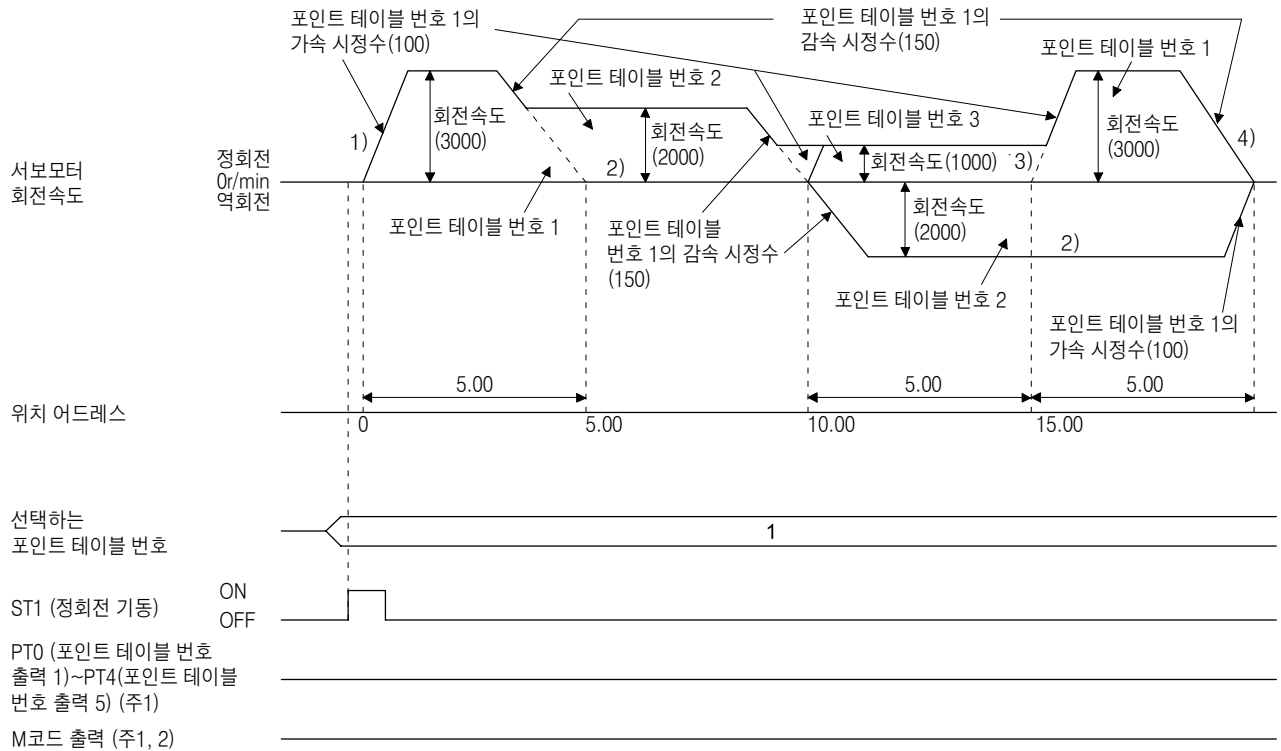 포인트 테이블 번호 1의
가속 시정수(100)
포인트 테이블 번호 1의
감속 시정수(150)
포인트 테이블 번호 1
포인트 테이블 번호 2
포인트 테이블 번호 3
1)
회전속도
(3000)
2)
회전속도
(2000)
회전속도(1000)
3)
회전속도
(3000)
4)
서보모터
회전속도
정회전
0r/min
역회전
포인트 테이블 번호 1
포인트 테이블
번호 1의 감속 시정수
(150)
회전속도
(2000)
2)
포인트 테이블 번호 2
포인트 테이블 번호 1의
가속 시정수(100)
5.00
5.00
5.00
위치 어드레스
0
5.00
10.00
15.00
선택하는
포인트 테이블 번호
1
ST1 (정회전 기동)
ON
OFF
PT0 (포인트 테이블 번호
출력 1)~PT4(포인트 테이블
번호 출력 5) (주1)
M코드 출력 (주1, 2)